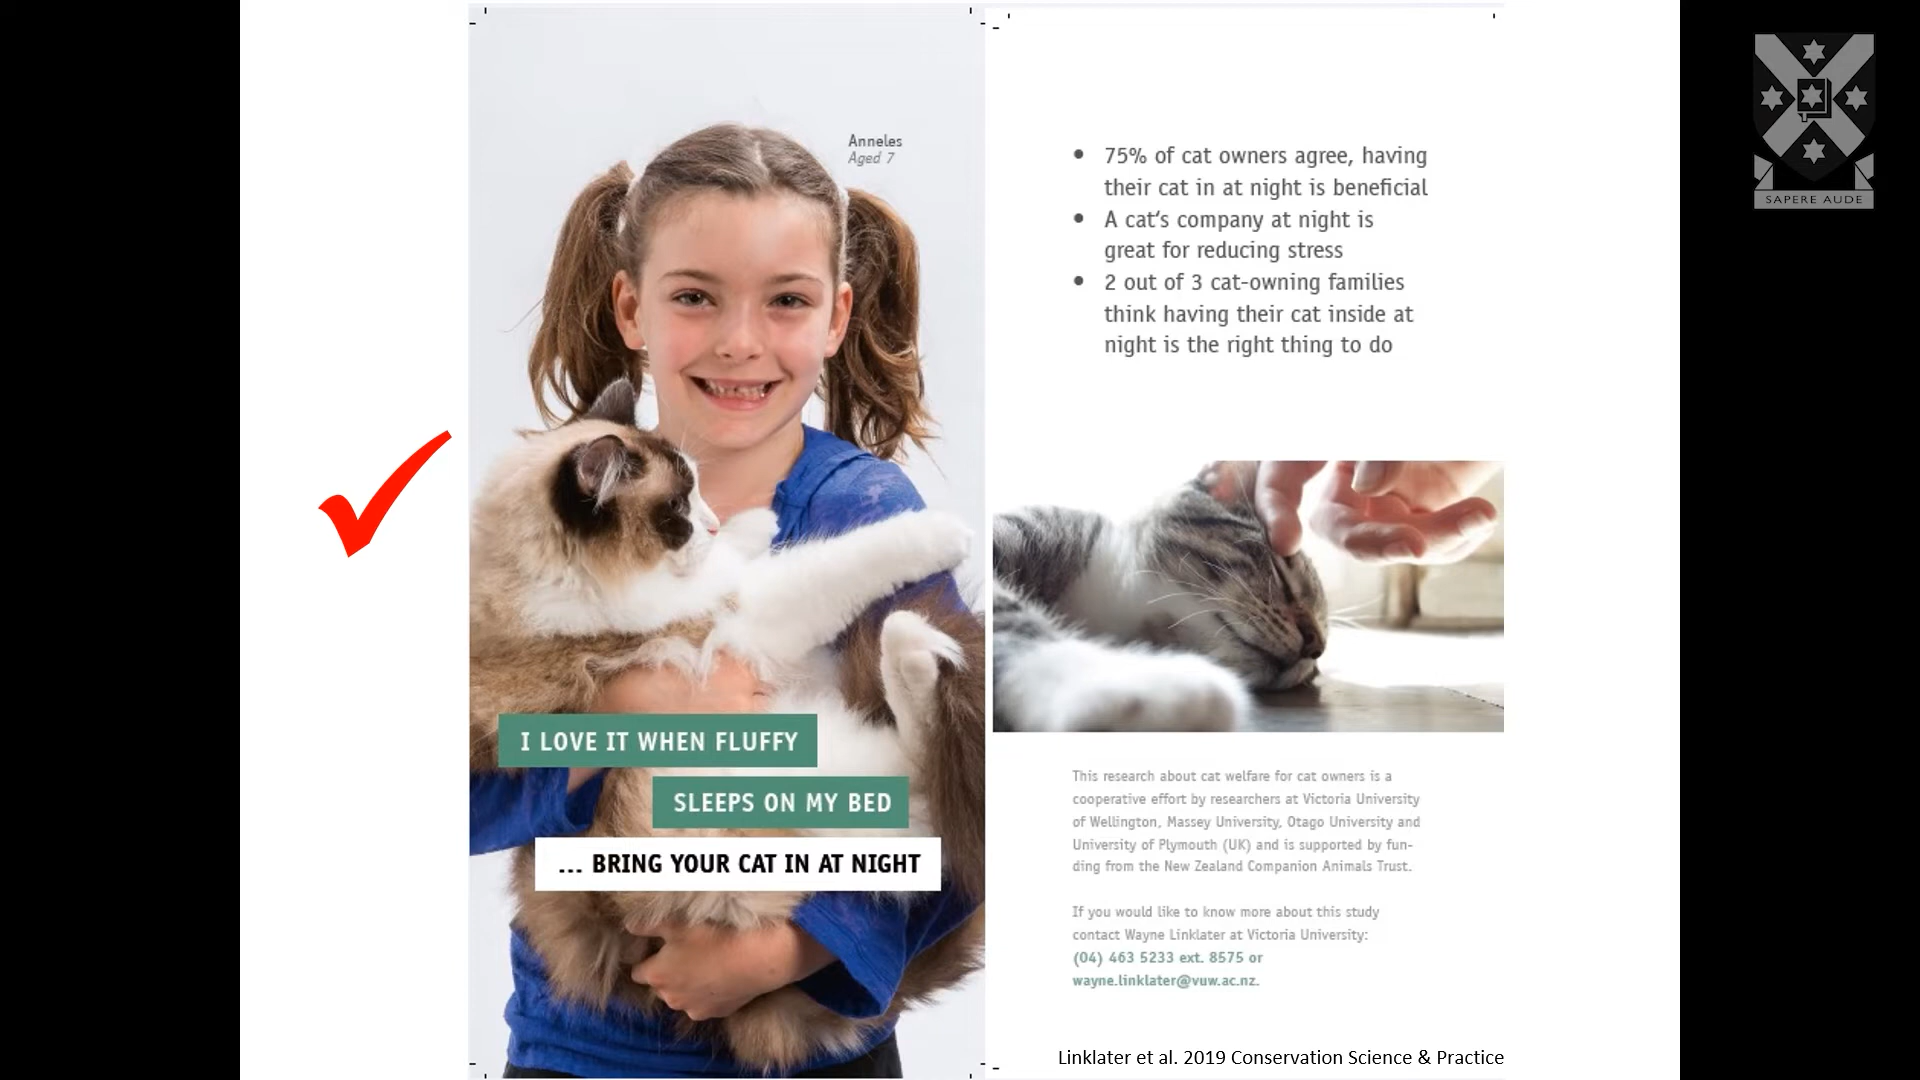 Anneles
Aged 7
I LOVE IT WHEN FLUFFY
SLEEPS ON MY BED
... BRING YOUR CAT IN AT NIGHT
• 75% of cat owners agree, having
their cat in at night is beneficial
• A cat's company at night is
great for reducing stress
• 2 out of 3 cat-owning families
think having their cat inside at
night is the right thing to do
This research about cat welfare for cat owners is a
cooperative effort by researchers at Victoria University
of Wellington, Massey University, Otago University and
University of Plymouth (UK) and is supported by fun-
ding from the New Zealand Companion Animals Trust.
If you would like to know more about this study
contact Wayne Linklater at Victoria University:
(04) 463 5233 ext. 8575 or
wayne.linklater@vuw.ac.nz.
Linklater et al. 2019 Conservation Science & Practice
SAPERE AUDE